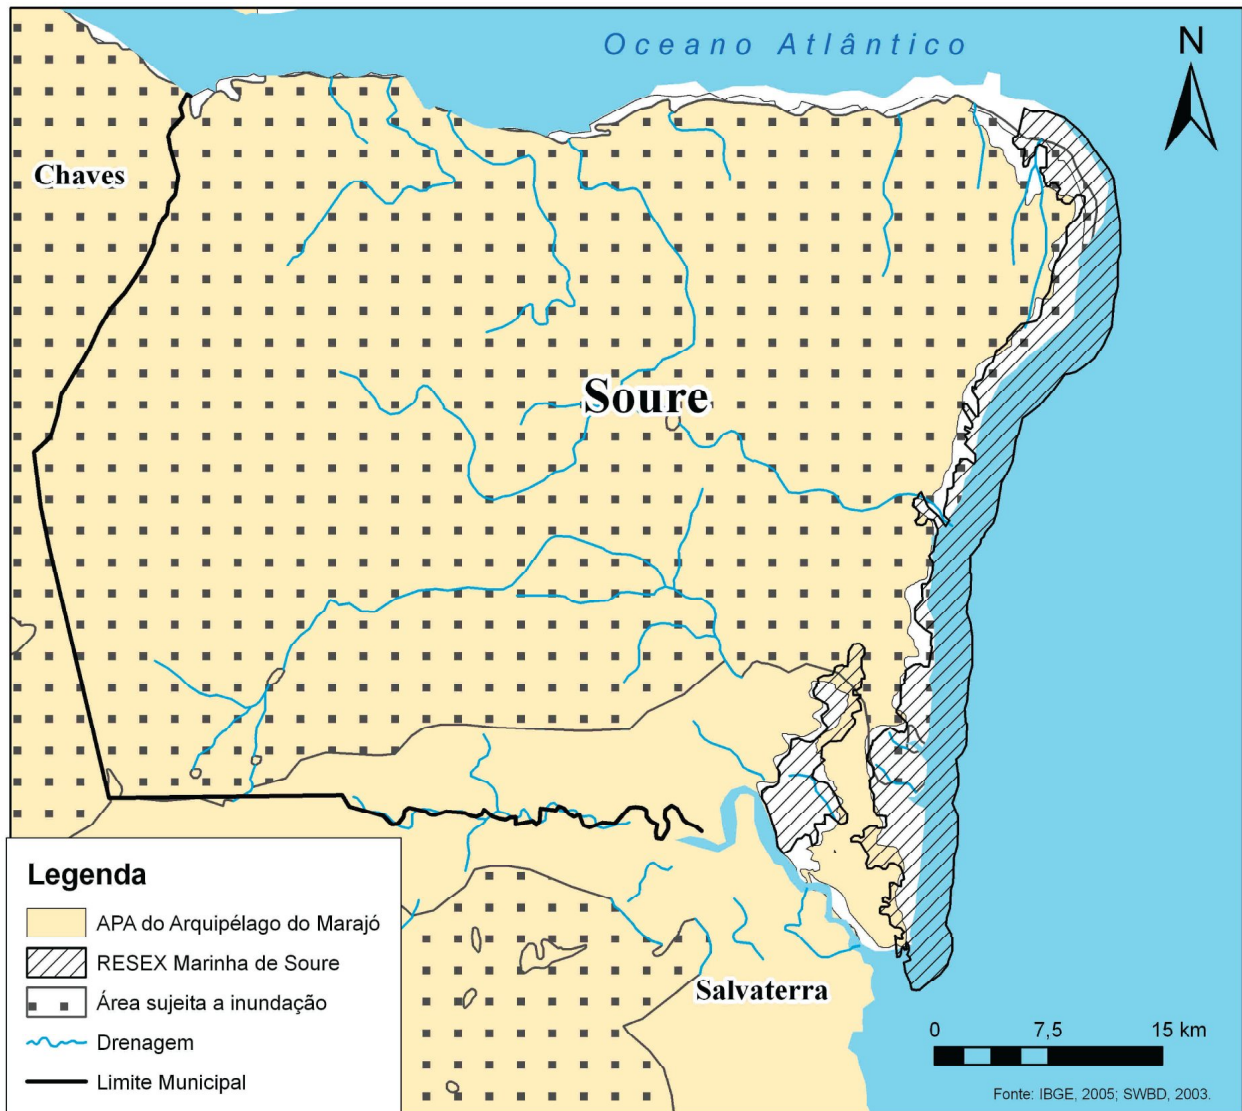 Oceano Atlântico
N
Chaves
Soure
Salvaterra
Legenda
APA do Arquipélago do Marajó
RESEX Marinha de Soure
Área sujeita a inundação
Drenagem
Limite Municipal
0 7,5 15 km
Fonte: IBGE, 2005; SWBD, 2003.